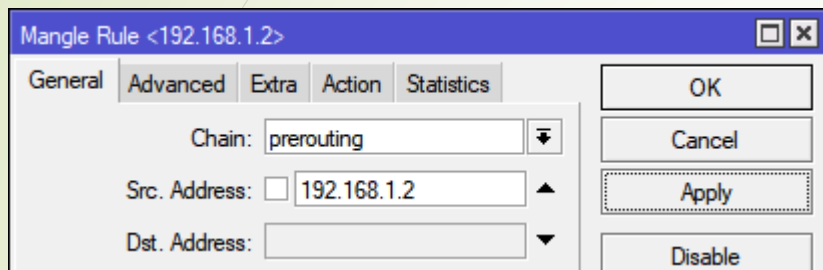 Mangle Rule <192.168.1.2>
General Advanced Extra Action Statistics
OK
Chain: prerouting
Cancel
Src. Address: 192.168.1.2
Apply
Dst. Address:
Disable